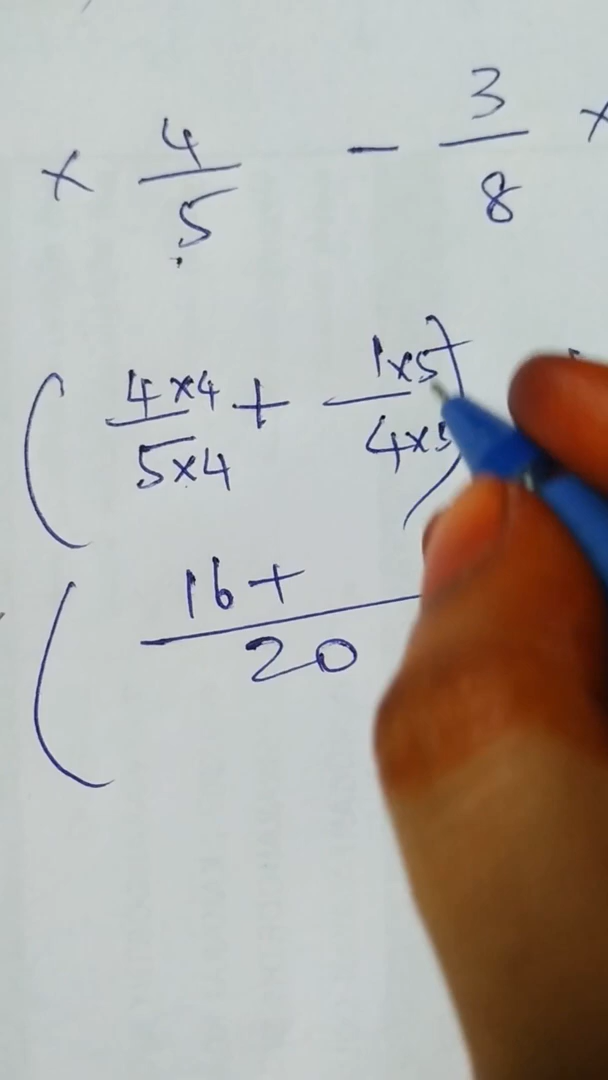 × 4/5 - 3/8 ×
( 4×4/5×4 + 1×5/4×5 )
( 16+/20